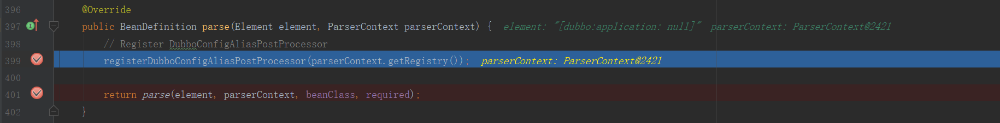 396 @Override
397 public BeanDefinition parse(Element element, ParserContext parserContext) { element: "[dubbo:application: null]" parserContext: ParserContext@2421
398 // Register DubboConfigAliasPostProcessor
399 registerDubboConfigAliasPostProcessor(parserContext.getRegistry()); parserContext: ParserContext@2421
400
401 return parse(element, parserContext, beanClass, required);
402 }